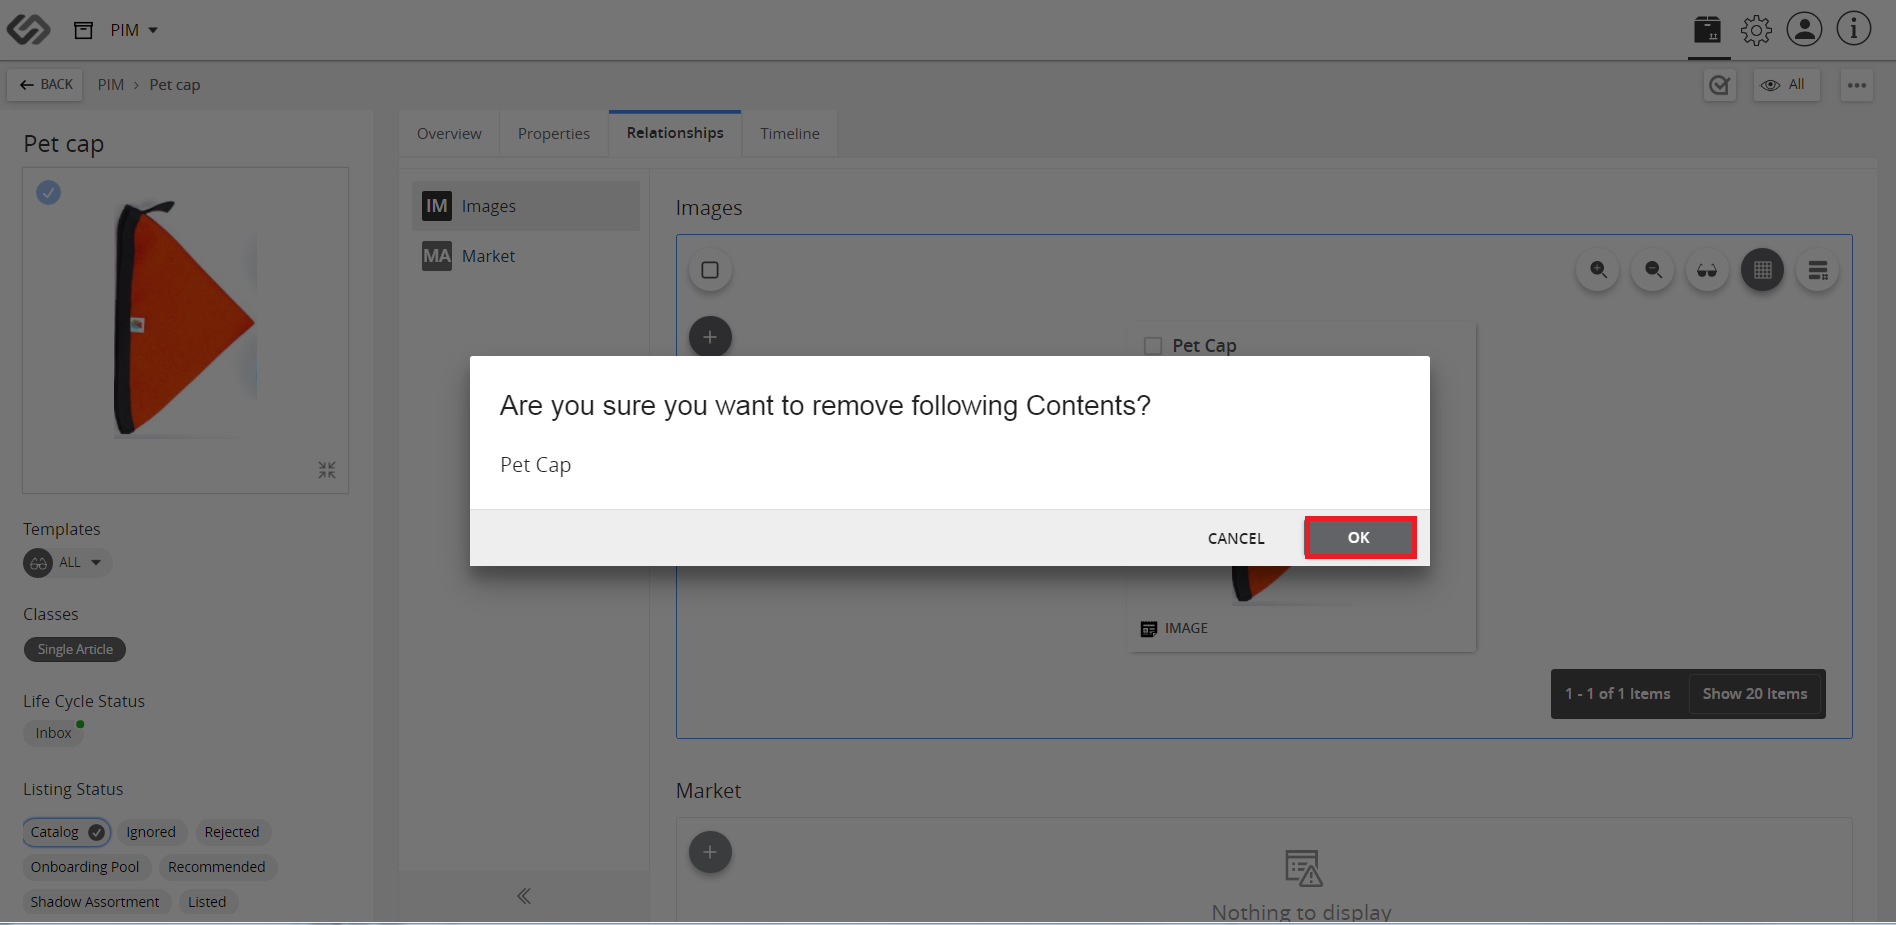 PIM
BACK
PIM › Pet cap
All
Pet cap
Overview
Properties
Relationships
Timeline
IM Images
MA Market
Images
Pet Cap
Are you sure you want to remove following Contents?
Pet Cap
CANCEL
OK
IMAGE
1 - 1 of 1 Items
Show 20 Items
Templates
ALL
Classes
Single Article
Life Cycle Status
Inbox
Listing Status
Catalog
Ignored
Rejected
Onboarding Pool
Recommended
Shadow Assortment
Listed
Market
Nothing to display